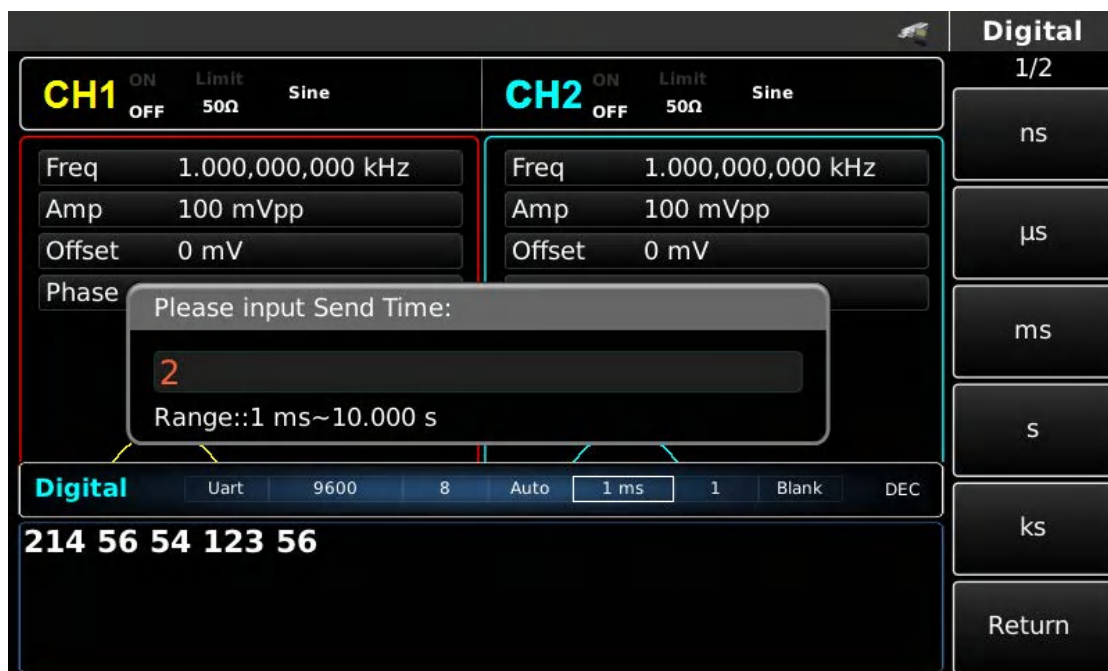 Digital
1/2
CH1 ON OFF Limit 50Ω Sine
CH2 ON OFF Limit 50Ω Sine
Freq 1.000,000,000 kHz
Amp 100 mVpp
Offset 0 mV
Phase
Freq 1.000,000,000 kHz
Amp 100 mVpp
Offset 0 mV
Please input Send Time:
2
Range::1 ms~10.000 s
Digital Uart 9600 8 Auto 1 ms 1 Blank DEC
214 56 54 123 56
ns
µs
ms
s
ks
Return